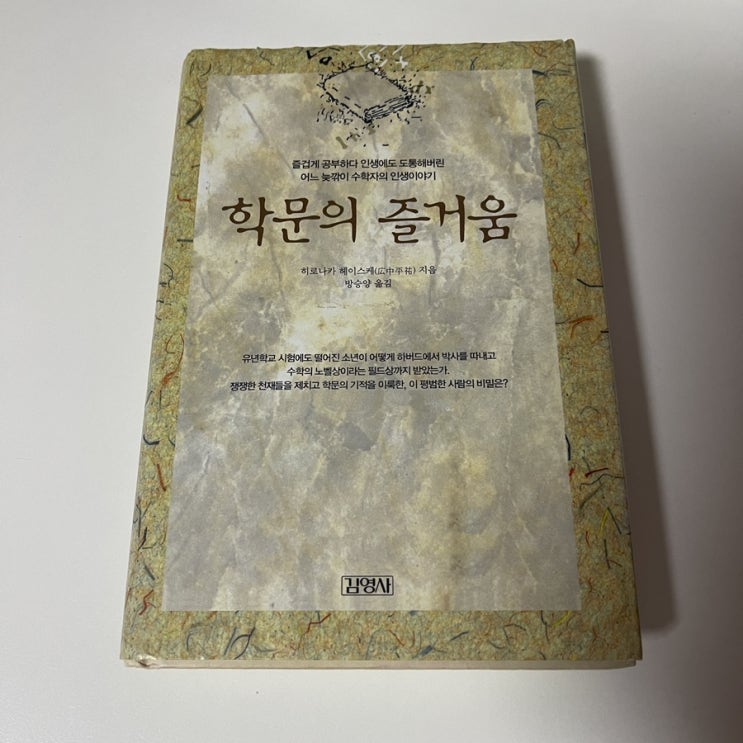 즐겁게 공부하다 인생에도 도통해버린
어느 늦깎이 수학자의 인생이야기
학문의 즐거움
히로나카 헤이스케(広中平祐) 지음
방승양 옮김
유년학교 시험에도 떨어진 소년이 어떻게 하버드에서 박사를 따내고
수학의 노벨상이라는 필드상까지 받았는가.
쟁쟁한 천재들을 제치고 학문의 기적을 이룩한, 이 평범한 사람의 비밀은?
김영사